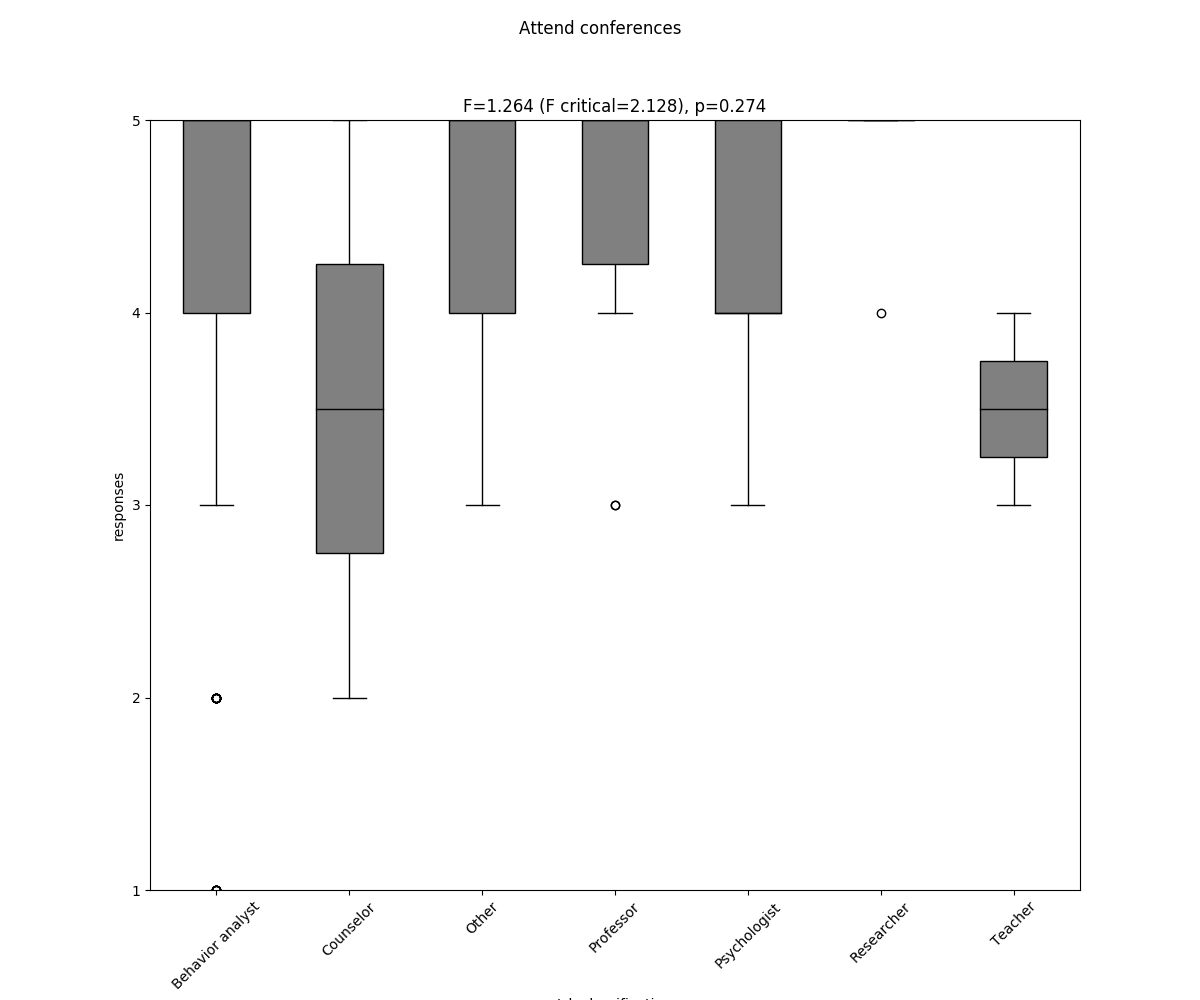 Attend conferences
F=1.264 (F critical=2.128), p=0.274
5
4
3
2
1
responses
Behavior analyst
Counselor
Other
Professor
Psychologist
Researcher
Teacher